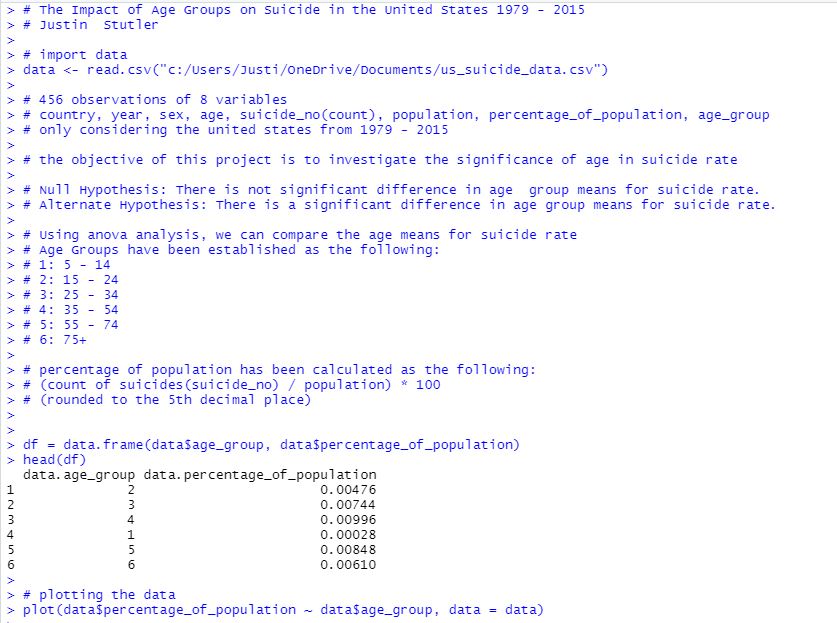 > # The Impact of Age Groups on Suicide in the United States 1979 - 2015
> # Justin  Stutler
>
> # import data
> data <- read.csv("c:/Users/Justi/OneDrive/Documents/us_suicide_data.csv")
>
> # 456 observations of 8 variables
> # country, year, sex, age, suicide_no(count), population, percentage_of_population, age_group
> # only considering the united states from 1979 - 2015
>
> # the objective of this project is to investigate the significance of age in suicide rate
>
> # Null Hypothesis: There is not significant difference in age  group means for suicide rate.
> # Alternate Hypothesis: There is a significant difference in age group means for suicide rate.
>
> # Using anova analysis, we can compare the age means for suicide rate
> # Age Groups have been established as the following:
> # 1: 5 - 14
> # 2: 15 - 24
> # 3: 25 - 34
> # 4: 35 - 54
> # 5: 55 - 74
> # 6: 75+
>
> # percentage of population has been calculated as the following:
> # (count of suicides(suicide_no) / population) * 100
> # (rounded to the 5th decimal place)
>
>
> df = data.frame(data$age_group, data$percentage_of_population)
> head(df)
  data.age_group data.percentage_of_population
1              2                       0.00476
2              3                       0.00744
3              4                       0.00996
4              1                       0.00028
5              5                       0.00848
6              6                       0.00610
>
> # plotting the data
> plot(data$percentage_of_population ~ data$age_group, data = data)